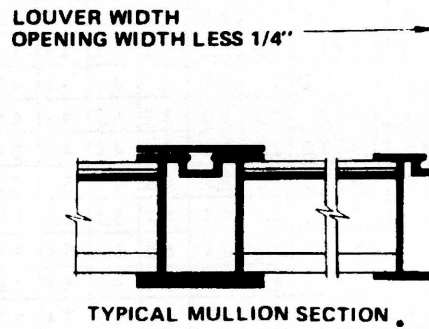 LOUVER WIDTH
OPENING WIDTH LESS 1/4"
TYPICAL MULLION SECTION